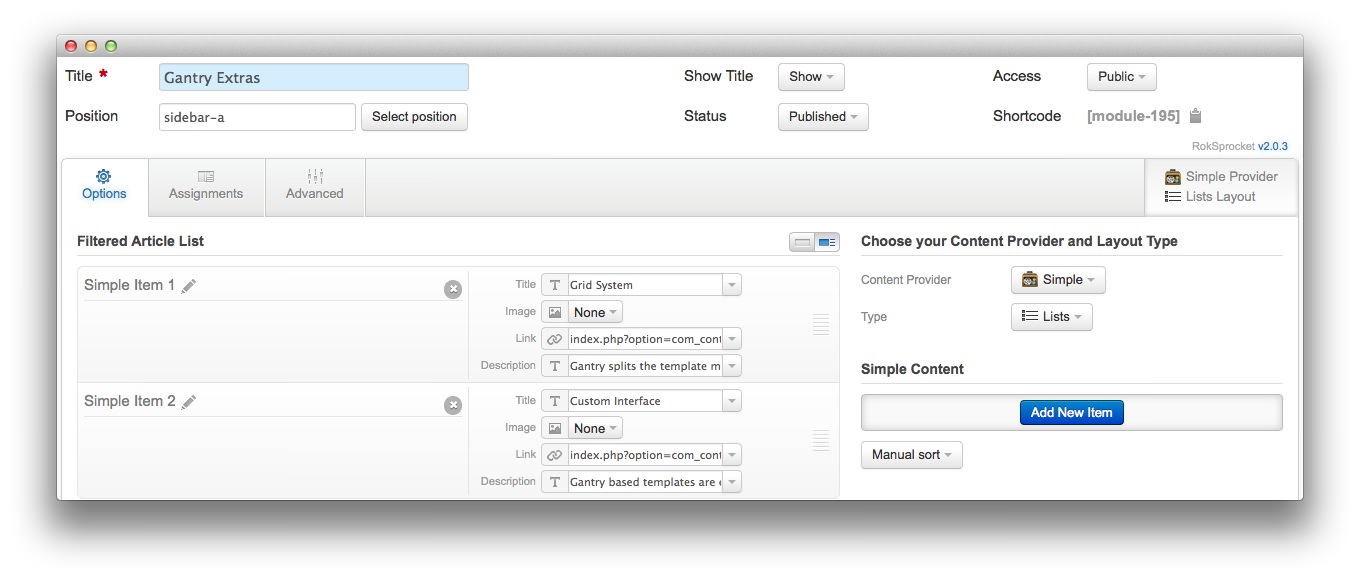 Title * Gantry Extras Show Title Show Access Public
Position sidebar-a Select position Status Published Shortcode [module-195]
RokSprocket v2.0.3
Options Assignments Advanced Simple Provider
Lists Layout
Filtered Article List
Simple Item 1
Title T Grid System
Image None
Link index.php?option=com_cont
Description T Gantry splits the template m
Simple Item 2
Title T Custom Interface
Image None
Link index.php?option=com_cont
Description T Gantry based templates are
Choose your Content Provider and Layout Type
Content Provider Simple
Type Lists
Simple Content
Add New Item
Manual sort